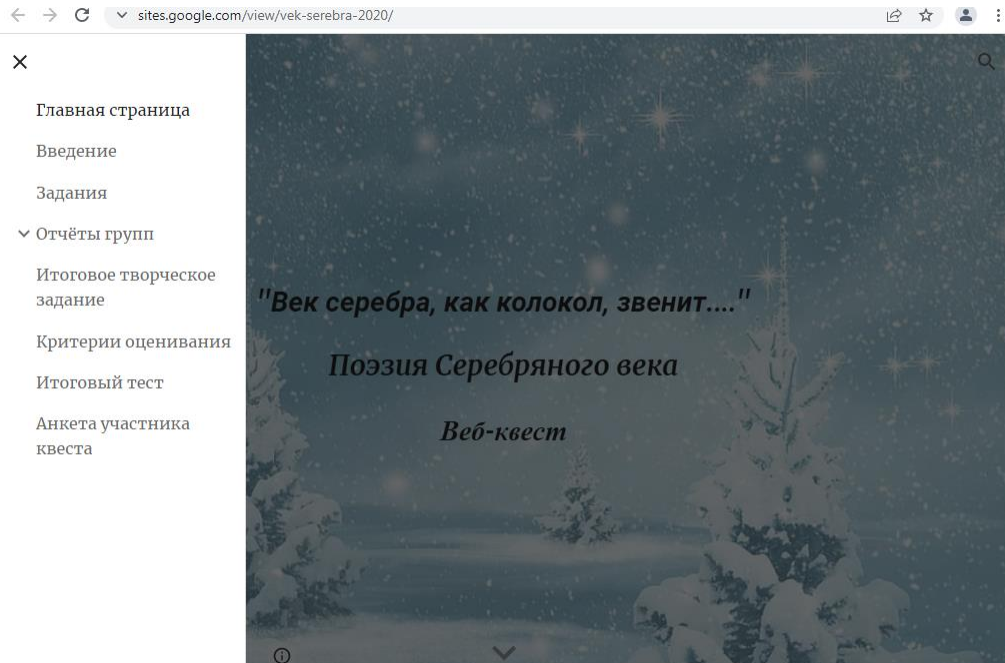 sites.google.com/view/vek-serebra-2020/
Главная страница
Введение
Задания
Отчёты групп
Итоговое творческое
задание
Критерии оценивания
Итоговый тест
Анкета участника
квеста
"Век серебра, как колокол, звенит...."
Поэзия Серебряного века
Веб-квест